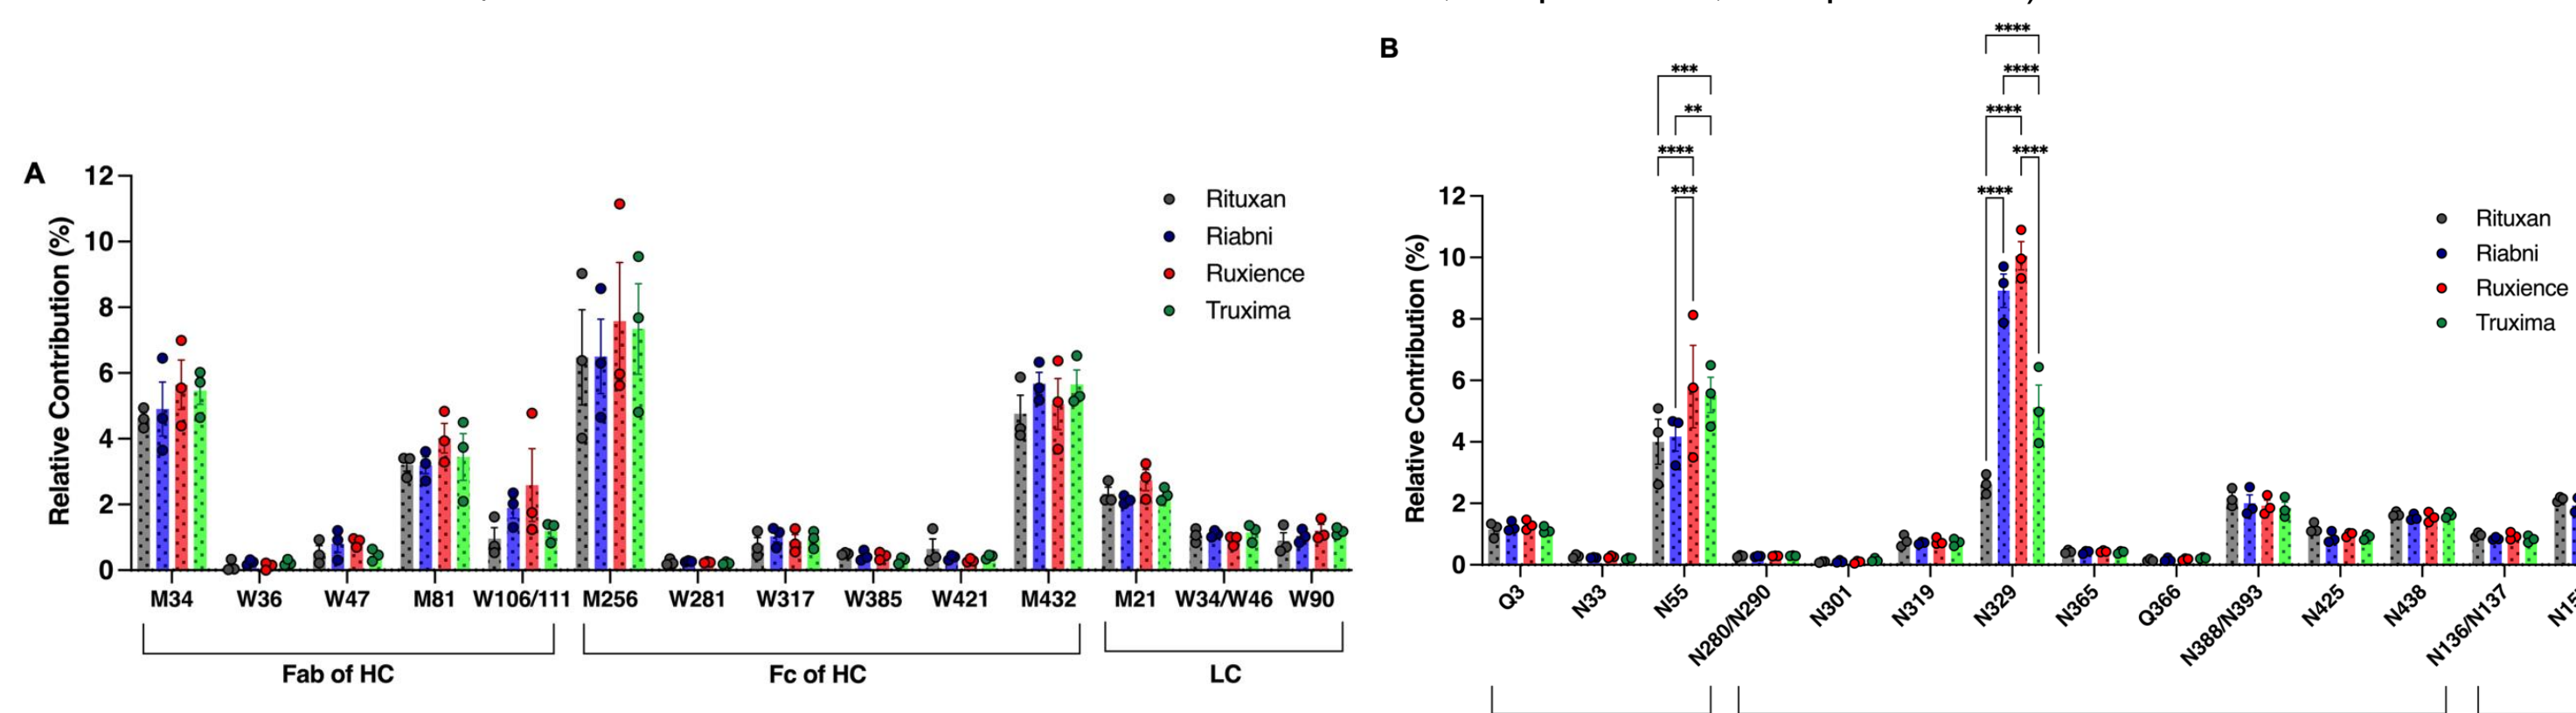 B
****
***
****
**
****
****
****
***
****
A
12
10
8
6
4
2
0
Relative Contribution (%)
Rituxan
Riabni
Ruxience
Truxima
M34 W36 W47 M81 W106/111 M256 W281 W317 W385 W421 M432 M21 W34/W46 W90
Fab of HC Fc of HC LC
12
10
8
6
4
2
0
Relative Contribution (%)
Rituxan
Riabni
Ruxience
Truxima
Q3 N33 N55 N280/N290 N301 N319 N329 N365 Q366 N388/N393 N425 N438 N136/N137